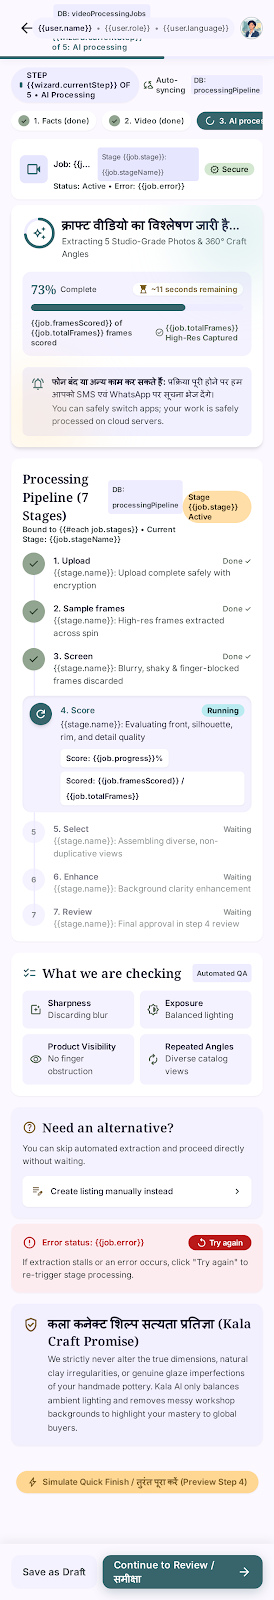 DB: videoProcessingJobs
{{user.name}} • {{user.role}} • {{user.language}}
{{wizard.currentStep}}
of 5: AI processing
STEP
{{wizard.currentStep}} OF
5 • AI Processing
Auto-
syncing
DB:
processingPipeline
1. Facts (done)
2. Video (done)
3. AI proces
Job: {{j...
Stage {{job.stage}}:
{{job.stageName}}
Secure
Status: Active • Error: {{job.error}}
क्राफ्ट वीडियो का विश्लेषण जारी है...
Extracting 5 Studio-Grade Photos & 360° Craft
Angles
73% Complete
~11 seconds remaining
{{job.framesScored}} of
{{job.totalFrames}} frames
scored
{{job.totalFrames}}
High-Res Captured
फोन बंद या अन्य काम कर सकते हैं: प्रक्रिया पूरी होने पर हम
आपको SMS एवं WhatsApp पर सूचना भेज देंगे।
You can safely switch apps; your work is safely
processed on cloud servers.
Processing
Pipeline (7
Stages)
DB:
processingPipeline
Stage
{{job.stage}}
Active
Bound to {{#each job.stages}} • Current
Stage: {{job.stageName}}
1. Upload
Done ✓
{{stage.name}}: Upload complete safely with
encryption
2. Sample frames
Done ✓
{{stage.name}}: High-res frames extracted
across spin
3. Screen
Done ✓
{{stage.name}}: Blurry, shaky & finger-blocked
frames discarded
4. Score
Running
{{stage.name}}: Evaluating front, silhouette,
rim, and detail quality
Score: {{job.progress}}%
Scored: {{job.framesScored}} /
{{job.totalFrames}}
5
5. Select
Waiting
{{stage.name}}: Assembling diverse, non-
duplicative views
6
6. Enhance
Waiting
{{stage.name}}: Background clarity enhancement
7
7. Review
Waiting
{{stage.name}}: Final approval in step 4 review
What we are checking
Automated QA
Sharpness
Discarding blur
Exposure
Balanced lighting
Product Visibility
No finger
obstruction
Repeated Angles
Diverse catalog
views
Need an alternative?
You can skip automated extraction and proceed directly
without waiting.
Create listing manually instead
Error status: {{job.error}}
Try again
If extraction stalls or an error occurs, click "Try again" to
re-trigger stage processing.
कला कनेक्ट शिल्प सत्यता प्रतिज्ञा (Kala
Craft Promise)
We strictly never alter the true dimensions, natural
clay irregularities, or genuine glaze imperfections
of your handmade pottery. Kala AI only balances
ambient lighting and removes messy workshop
backgrounds to highlight your mastery to global
buyers.
Simulate Quick Finish / तुरंत पूरा करें (Preview Step 4)
Save as Draft
Continue to Review /
समीक्षा